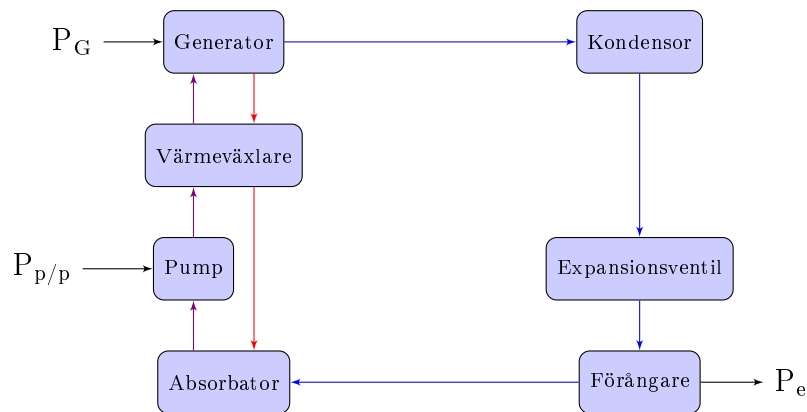 P_G
Generator
Kondensor
Värmeväxlare
P_p/p
Pump
Expansionsventil
Absorbator
Förångare
P_e